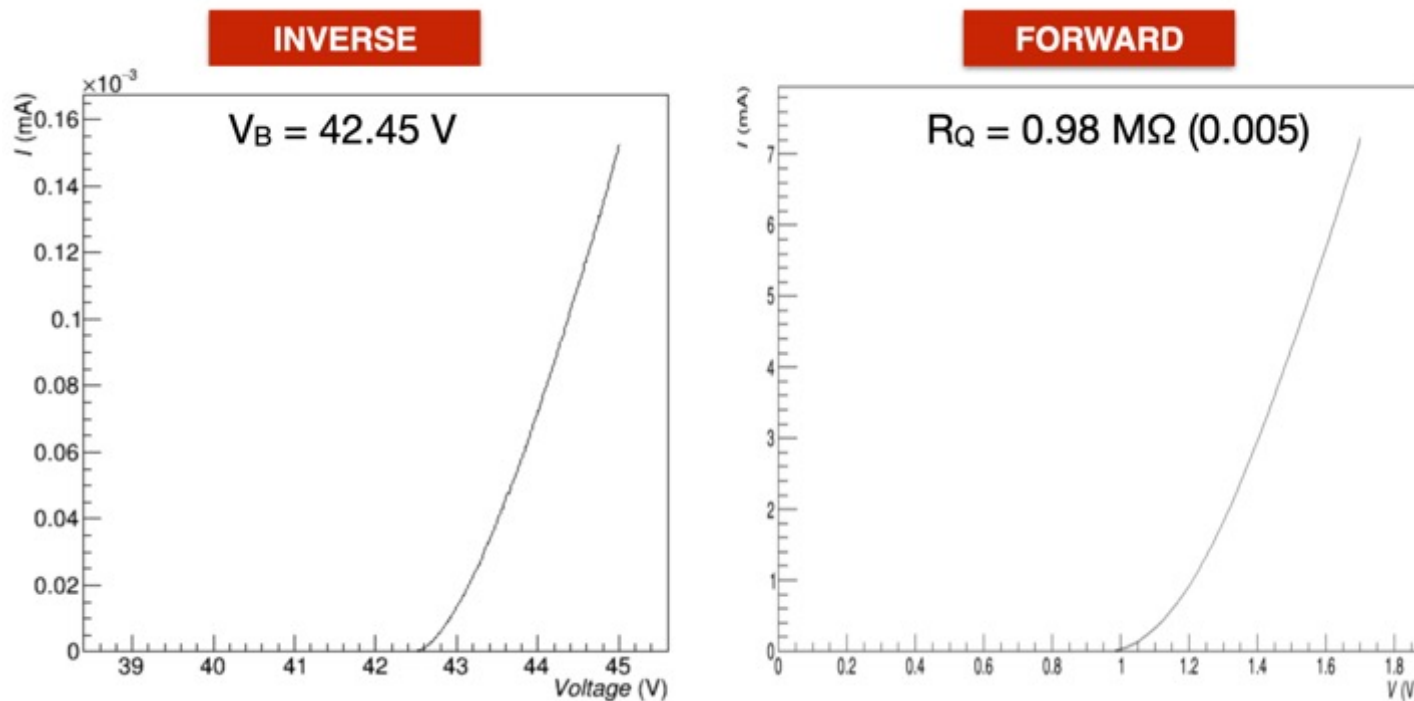 INVERSE
×10⁻³
I (mA)
V_B = 42.45 V
0.16
0.14
0.12
0.1
0.08
0.06
0.04
0.02
0
39 40 41 42 43 44 45
Voltage (V)
FORWARD
I (mA)
R_Q = 0.98 MΩ (0.005)
7
6
5
4
3
2
1
0
0 0.2 0.4 0.6 0.8 1 1.2 1.4 1.6 1.8
V (V